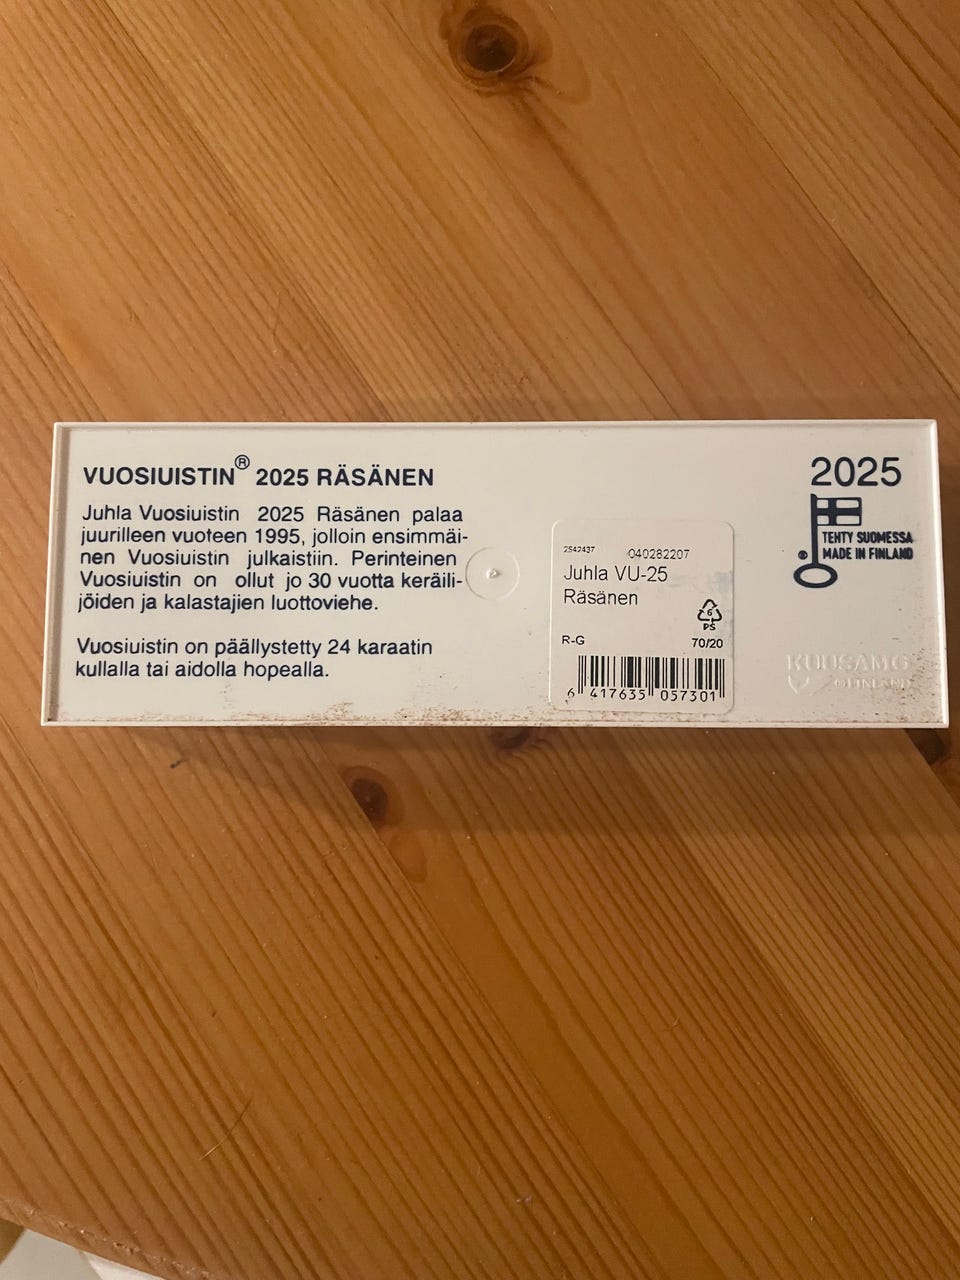 VUOSIUISTIN® 2025 RÄSÄNEN
Juhla Vuosiuistin 2025 Räsänen palaa
juurilleen vuoteen 1995, jolloin ensimmäi-
nen Vuosiuistin julkaistiin. Perinteinen
Vuosiuistin on ollut jo 30 vuotta keräili-
jöiden ja kalastajien luottoviehe.
Vuosiuistin on päällystetty 24 karaatin
kullalla tai aidolla hopealla.
2542437 040282207
Juhla VU-25
Räsänen
6
PS
R-G 70/20
6 417635 057301
2025
TEHTY SUOMESSA
® MADE IN FINLAND
KUUSAMO
® FINLAND